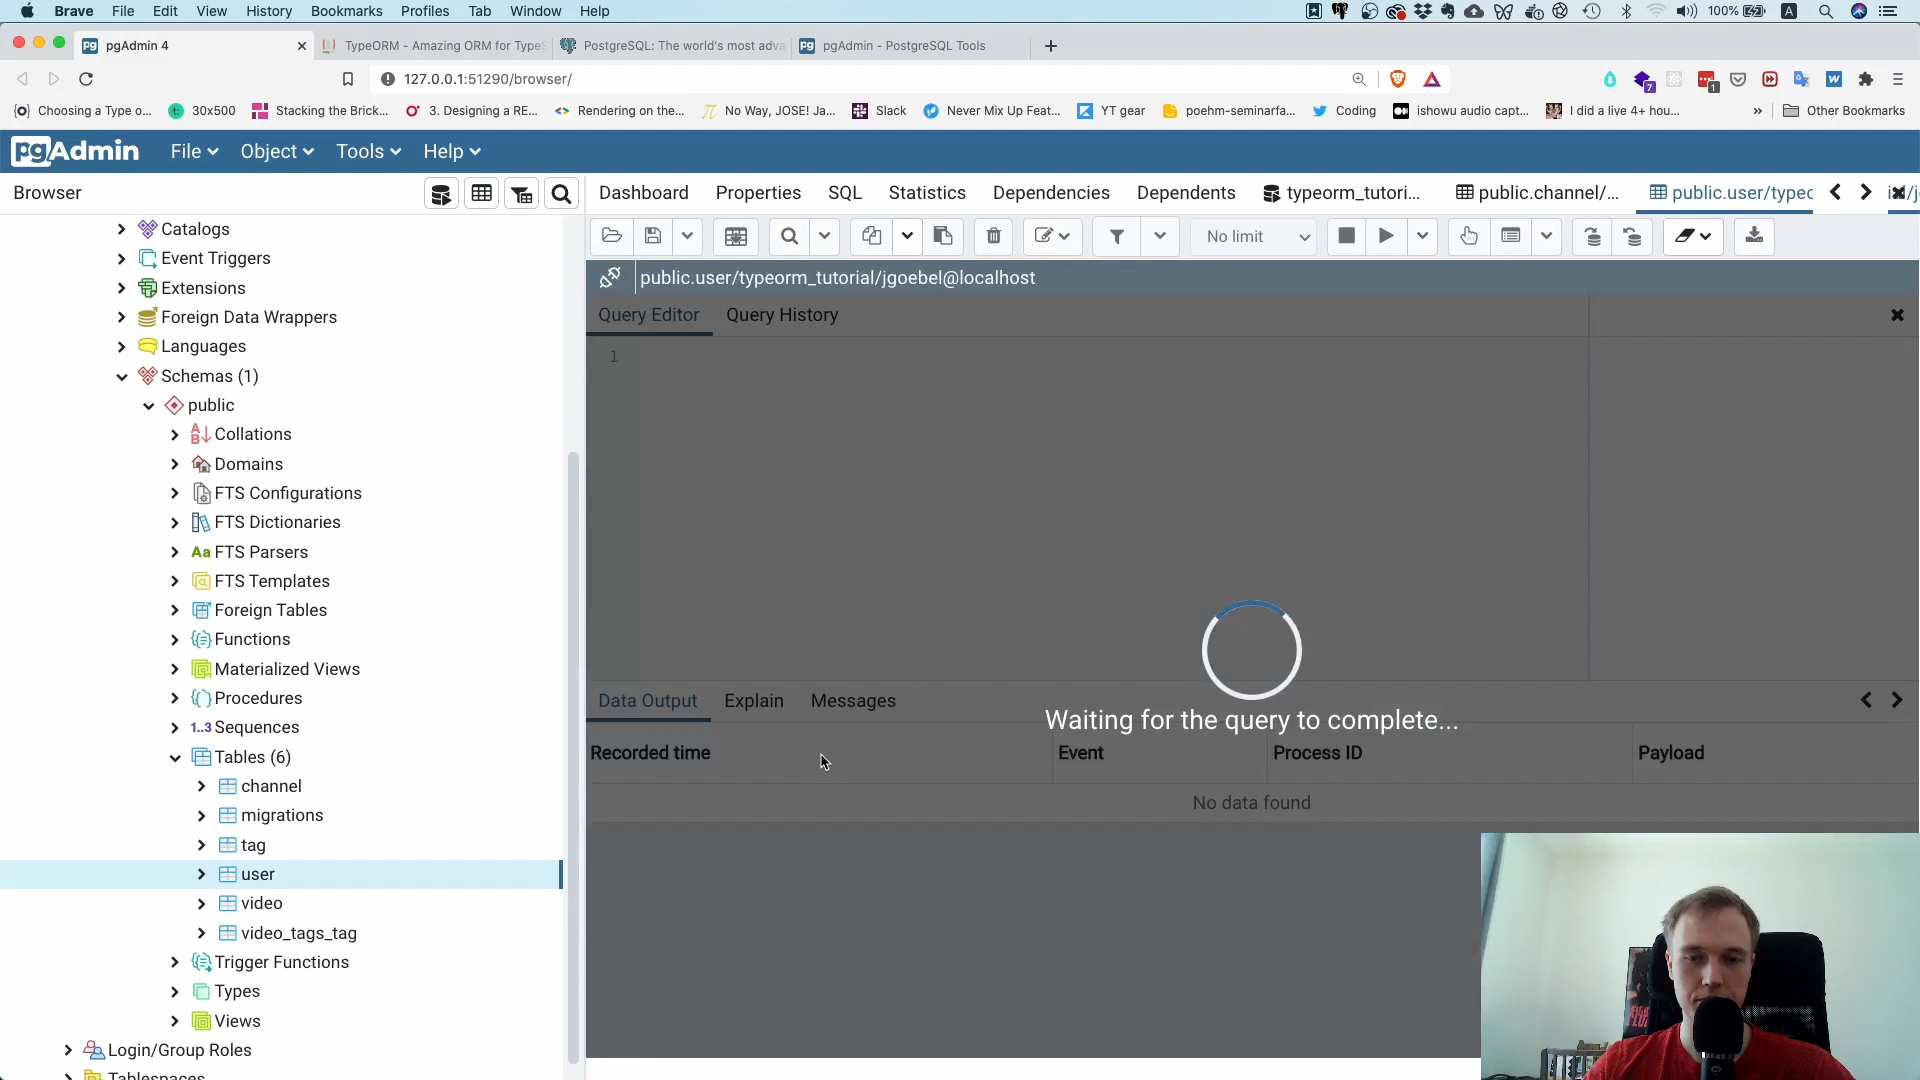 Brave File Edit View History Bookmarks Profiles Tab Window Help 100% A
pgAdmin 4
TypeORM - Amazing ORM for TypeS
PostgreSQL: The world's most adva
pgAdmin - PostgreSQL Tools
127.0.0.1:51290/browser/
Choosing a Type o... 30x500 Stacking the Brick... 3. Designing a RE... Rendering on the... No Way, JOSE! Ja... Slack Never Mix Up Feat... YT gear poehm-seminarfa... Coding ishowu audio capt... I did a live 4+ hou... » Other Bookmarks
pgAdmin File Object Tools Help
Browser
Dashboard Properties SQL Statistics Dependencies Dependents typeorm_tutori... public.channel/... public.user/typec
No limit
public.user/typeorm_tutorial/jgoebel@localhost
Query Editor Query History
1
Catalogs
Event Triggers
Extensions
Foreign Data Wrappers
Languages
Schemas (1)
public
Collations
Domains
FTS Configurations
FTS Dictionaries
Aa FTS Parsers
FTS Templates
Foreign Tables
Functions
Materialized Views
Procedures
1..3 Sequences
Tables (6)
channel
migrations
tag
user
video
video_tags_tag
Trigger Functions
Types
Views
Login/Group Roles
Tablespaces
Waiting for the query to complete...
Data Output Explain Messages
Recorded time Event Process ID Payload
No data found